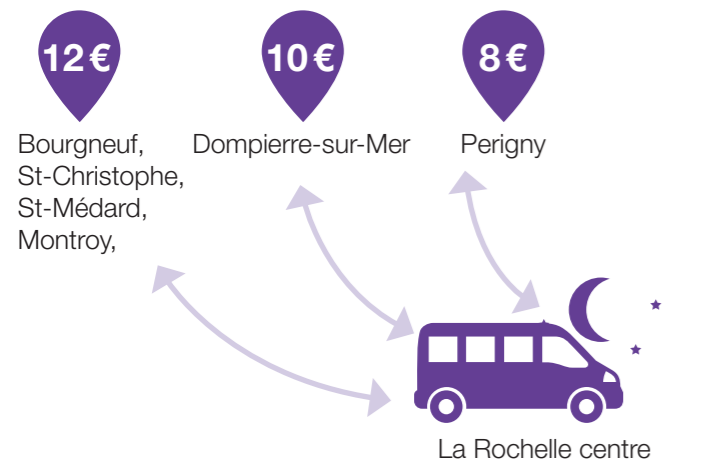 12 €
10 €
8 €
Bourgneuf,
St-Christophe,
St-Médard,
Montroy,
Dompierre-sur-Mer
Perigny
La Rochelle centre